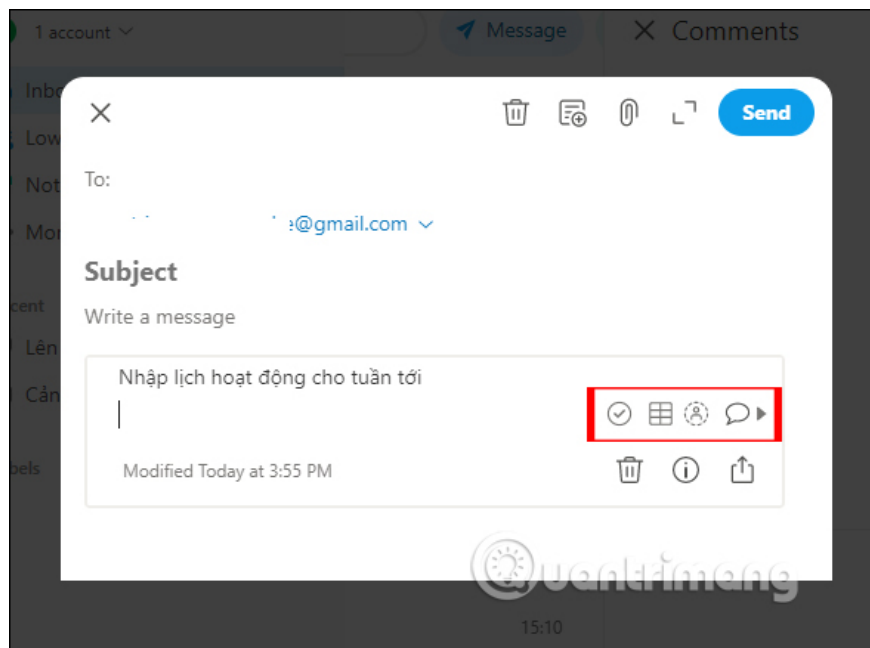 1 account
Message
Comments
Inbo
Send
Low
To:
Not
e@gmail.com
Mor
Subject
cent
Write a message
Lên
Nhập lịch hoạt động cho tuần tới
Cản
bels
Modified Today at 3:55 PM
Quantrimang
15:10